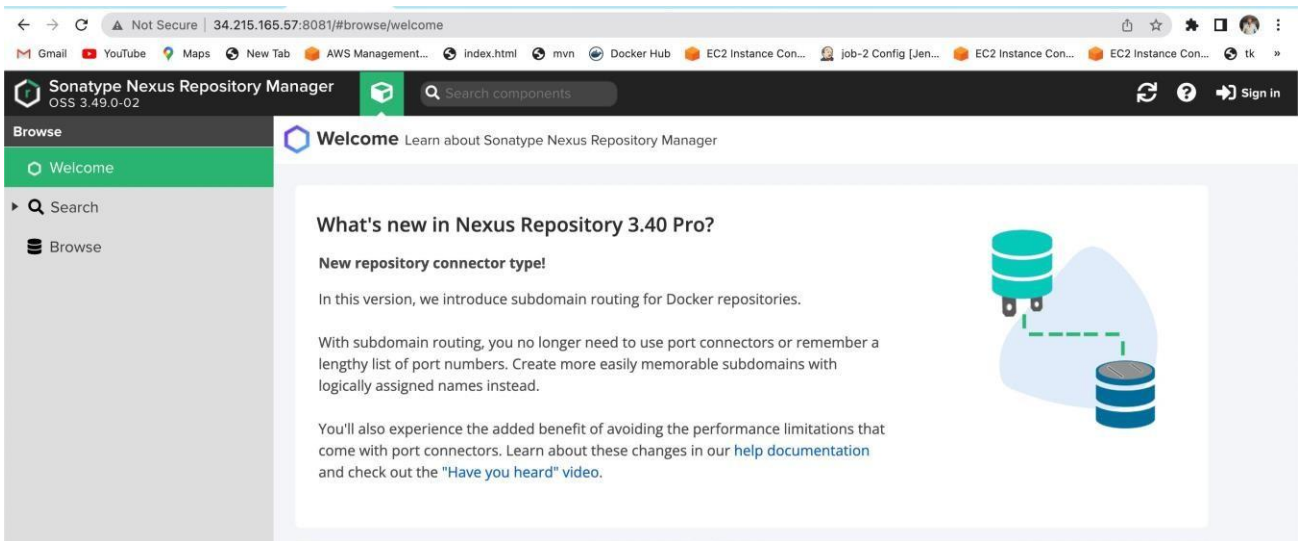 Not Secure | 34.215.165.57:8081/#browse/welcome
Gmail YouTube Maps New Tab AWS Management... index.html mvn Docker Hub EC2 Instance Con... job-2 Config [Jen... EC2 Instance Con... EC2 Instance Con... tk »
Sonatype Nexus Repository Manager
OSS 3.49.0-02
Search components
Sign in
Browse
Welcome
Search
Browse
Welcome Learn about Sonatype Nexus Repository Manager
What's new in Nexus Repository 3.40 Pro?
New repository connector type!
In this version, we introduce subdomain routing for Docker repositories.
With subdomain routing, you no longer need to use port connectors or remember a
lengthy list of port numbers. Create more easily memorable subdomains with
logically assigned names instead.
You'll also experience the added benefit of avoiding the performance limitations that
come with port connectors. Learn about these changes in our help documentation
and check out the "Have you heard" video.